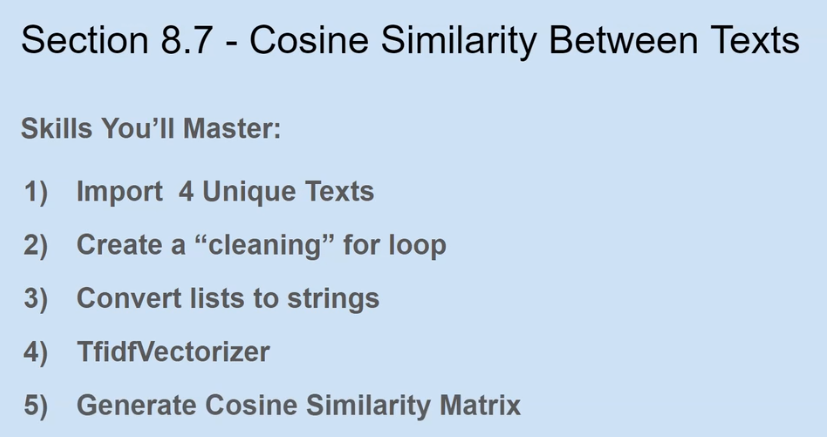 Section 8.7 - Cosine Similarity Between Texts
Skills You'll Master:
1) Import 4 Unique Texts
2) Create a “cleaning” for loop
3) Convert lists to strings
4) TfidfVectorizer
5) Generate Cosine Similarity Matrix